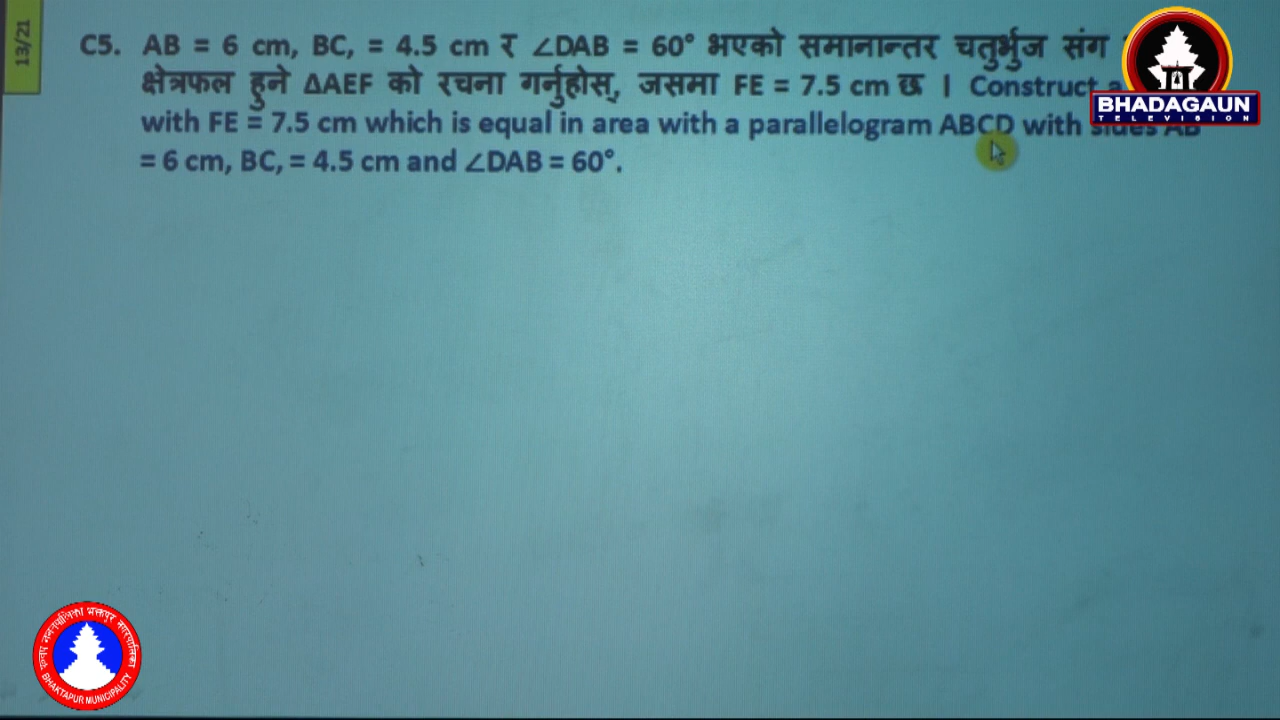 13/21
C5. AB = 6 cm, BC, = 4.5 cm र ∠DAB = 60° भएको समानान्तर चतुर्भुज संग
क्षेत्रफल हुने ΔAEF को रचना गर्नुहोस्, जसमा FE = 7.5 cm छ । Construct a
with FE = 7.5 cm which is equal in area with a parallelogram ABCD with sides AB
= 6 cm, BC, = 4.5 cm and ∠DAB = 60°.
BHADAGAUN
TELEVISION
BHAKTAPUR MUNICIPALITY